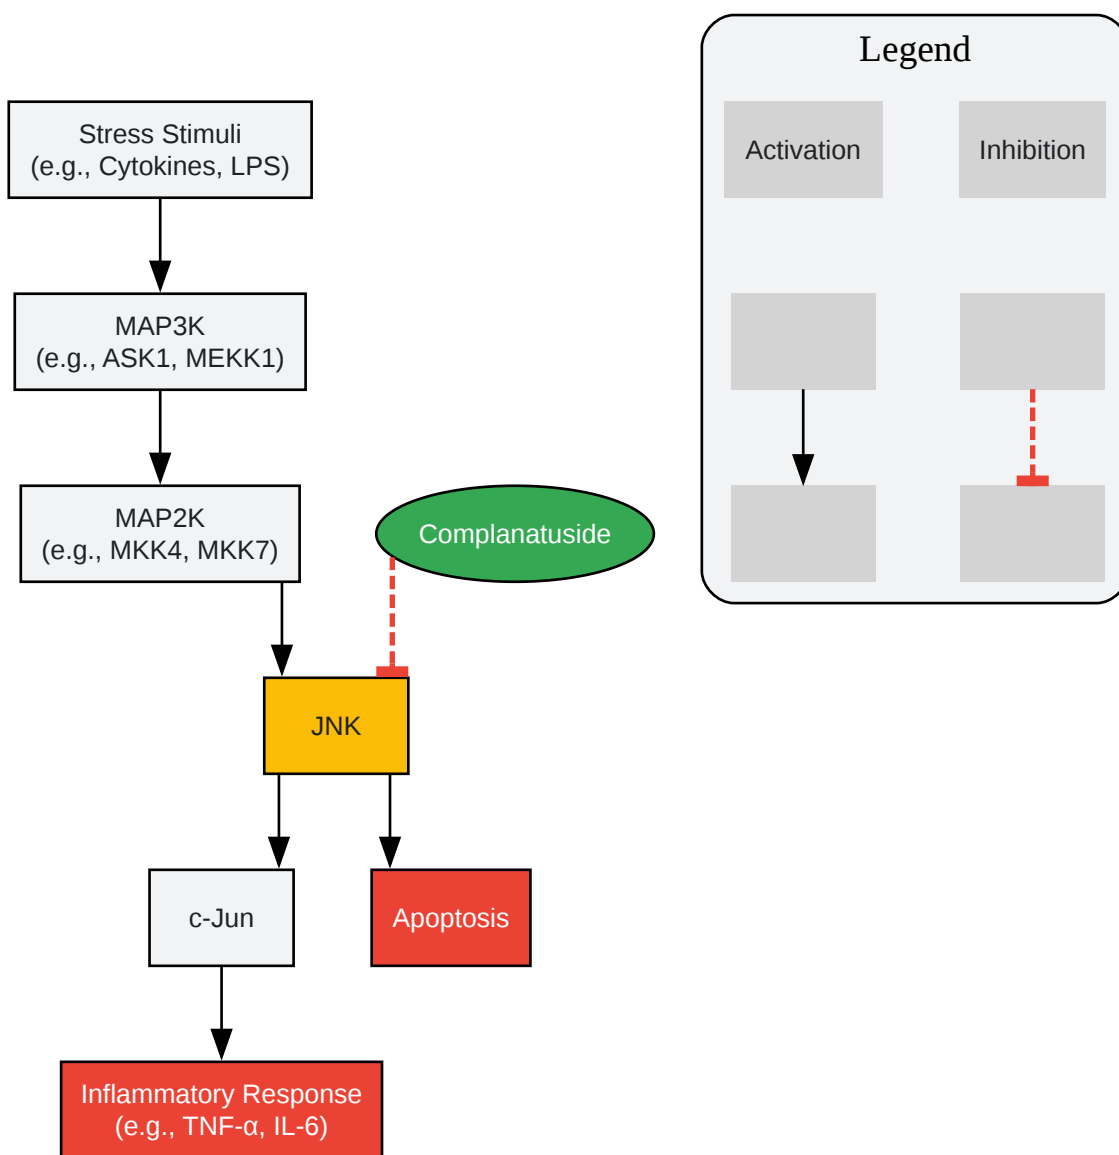 Legend
Stress Stimuli
(e.g., Cytokines, LPS)
Activation
Inhibition
MAP3K
(e.g., ASK1, MEKK1)
MAP2K
(e.g., MKK4, MKK7)
Complanatuside
JNK
c-Jun
Apoptosis
Inflammatory Response
(e.g., TNF-α, IL-6)